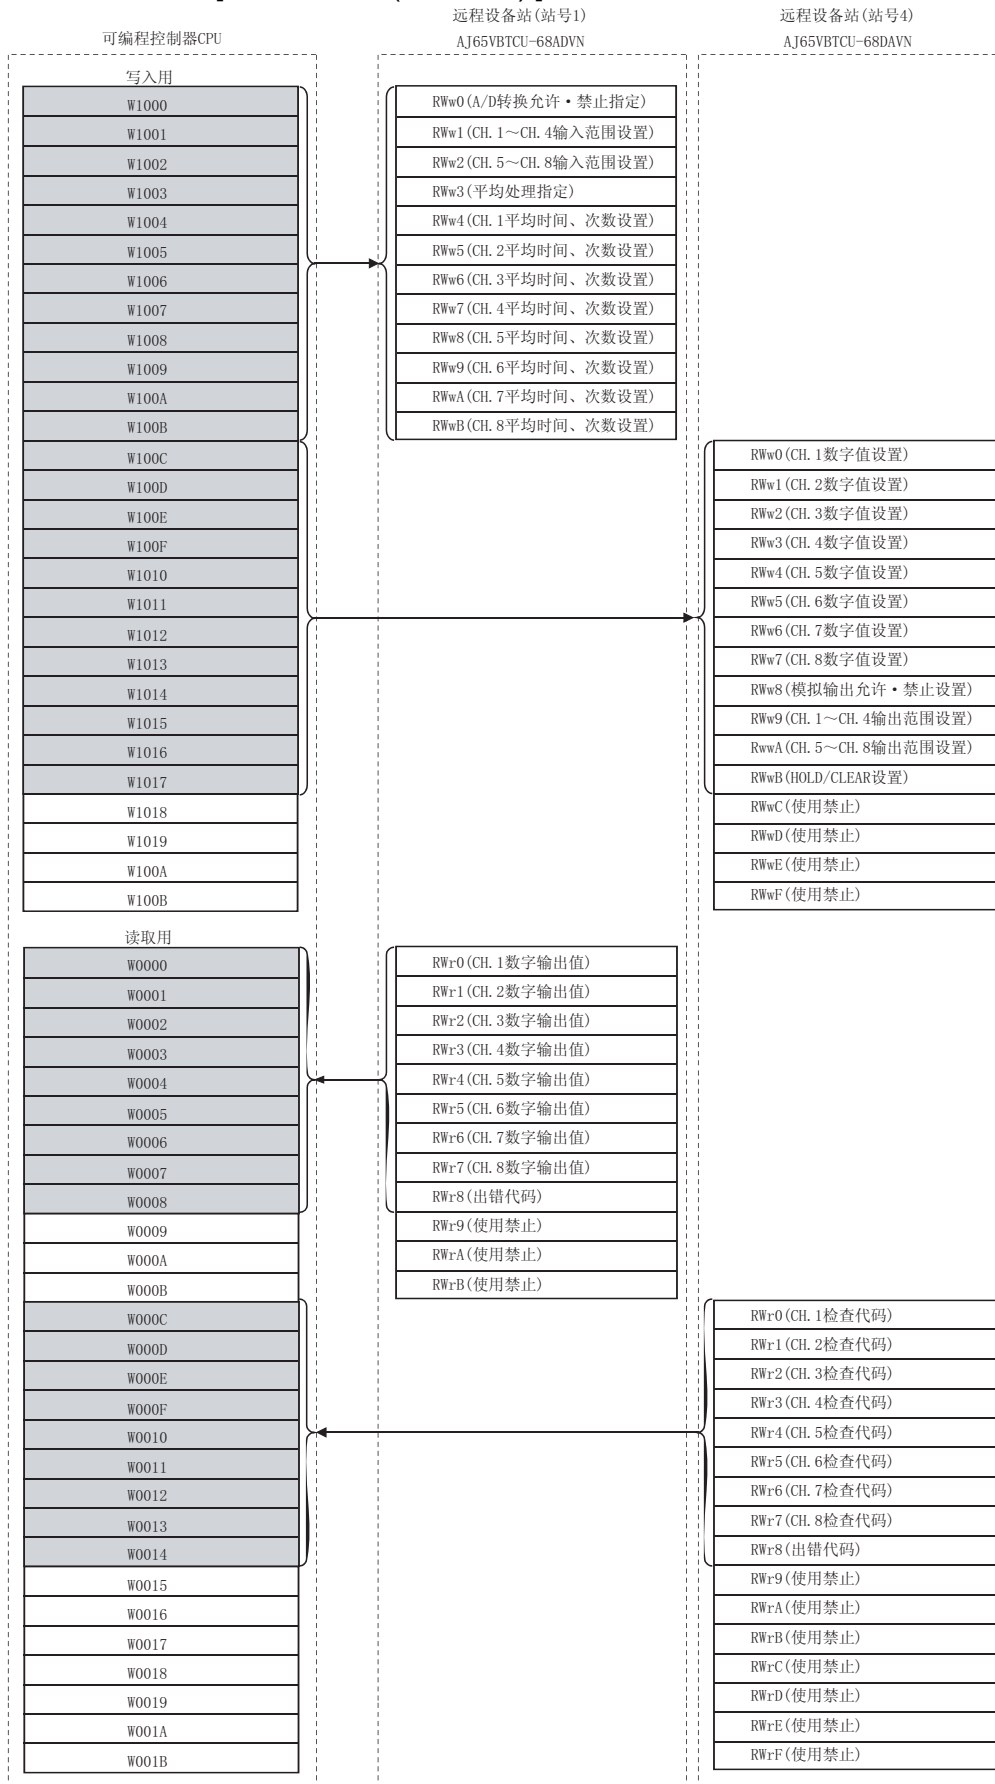 可编程控制器CPU
远程设备站(站号1)
AJ65VBTCU-68ADVN
远程设备站(站号4)
AJ65VBTCU-68DAVN
写入用
W1000
W1001
W1002
W1003
W1004
W1005
W1006
W1007
W1008
W1009
W100A
W100B
W100C
W100D
W100E
W100F
W1010
W1011
W1012
W1013
W1014
W1015
W1016
W1017
W1018
W1019
W100A
W100B
RWw0(A/D转换允许・禁止指定)
RWw1(CH.1～CH.4输入范围设置)
RWw2(CH.5～CH.8输入范围设置)
RWw3(平均处理指定)
RWw4(CH.1平均时间、次数设置)
RWw5(CH.2平均时间、次数设置)
RWw6(CH.3平均时间、次数设置)
RWw7(CH.4平均时间、次数设置)
RWw8(CH.5平均时间、次数设置)
RWw9(CH.6平均时间、次数设置)
RWwA(CH.7平均时间、次数设置)
RWwB(CH.8平均时间、次数设置)
RWw0(CH.1数字值设置)
RWw1(CH.2数字值设置)
RWw2(CH.3数字值设置)
RWw3(CH.4数字值设置)
RWw4(CH.5数字值设置)
RWw5(CH.6数字值设置)
RWw6(CH.7数字值设置)
RWw7(CH.8数字值设置)
RWw8(模拟输出允许・禁止设置)
RWw9(CH.1～CH.4输出范围设置)
RwwA(CH.5～CH.8输出范围设置)
RWwB(HOLD/CLEAR设置)
RWwC(使用禁止)
RWwD(使用禁止)
RWwE(使用禁止)
RWwF(使用禁止)
读取用
W0000
W0001
W0002
W0003
W0004
W0005
W0006
W0007
W0008
W0009
W000A
W000B
W000C
W000D
W000E
W000F
W0010
W0011
W0012
W0013
W0014
W0015
W0016
W0017
W0018
W0019
W001A
W001B
RWr0(CH.1数字输出值)
RWr1(CH.2数字输出值)
RWr2(CH.3数字输出值)
RWr3(CH.4数字输出值)
RWr4(CH.5数字输出值)
RWr5(CH.6数字输出值)
RWr6(CH.7数字输出值)
RWr7(CH.8数字输出值)
RWr8(出错代码)
RWr9(使用禁止)
RWrA(使用禁止)
RWrB(使用禁止)
RWr0(CH.1检查代码)
RWr1(CH.2检查代码)
RWr2(CH.3检查代码)
RWr3(CH.4检查代码)
RWr4(CH.5检查代码)
RWr5(CH.6检查代码)
RWr6(CH.7检查代码)
RWr7(CH.8检查代码)
RWr8(出错代码)
RWr9(使用禁止)
RWrA(使用禁止)
RWrB(使用禁止)
RWrC(使用禁止)
RWrD(使用禁止)
RWrE(使用禁止)
RWrF(使用禁止)